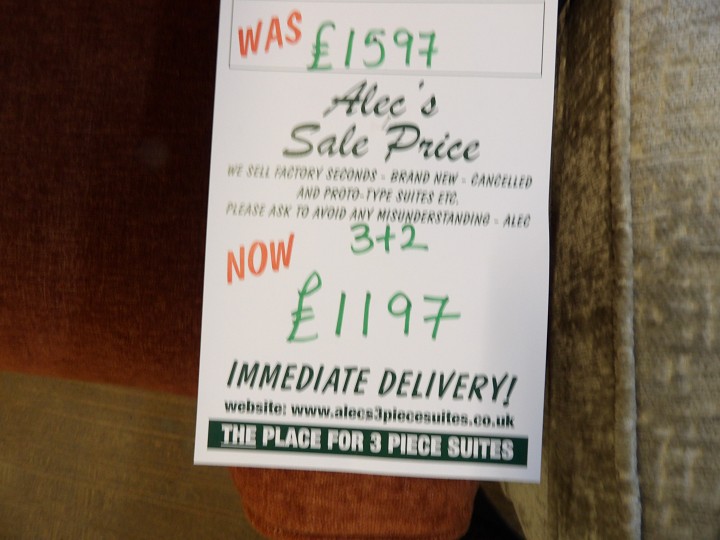 WAS £1597
Alec's
Sale Price
WE SELL FACTORY SECONDS - BRAND NEW - CANCELLED
AND PROTO-TYPE SUITES ETC.
PLEASE ASK TO AVOID ANY MISUNDERSTANDING - ALEC
3+2
NOW
£1197
IMMEDIATE DELIVERY!
website: www.alecs3piecesuites.co.uk
THE PLACE FOR 3 PIECE SUITES